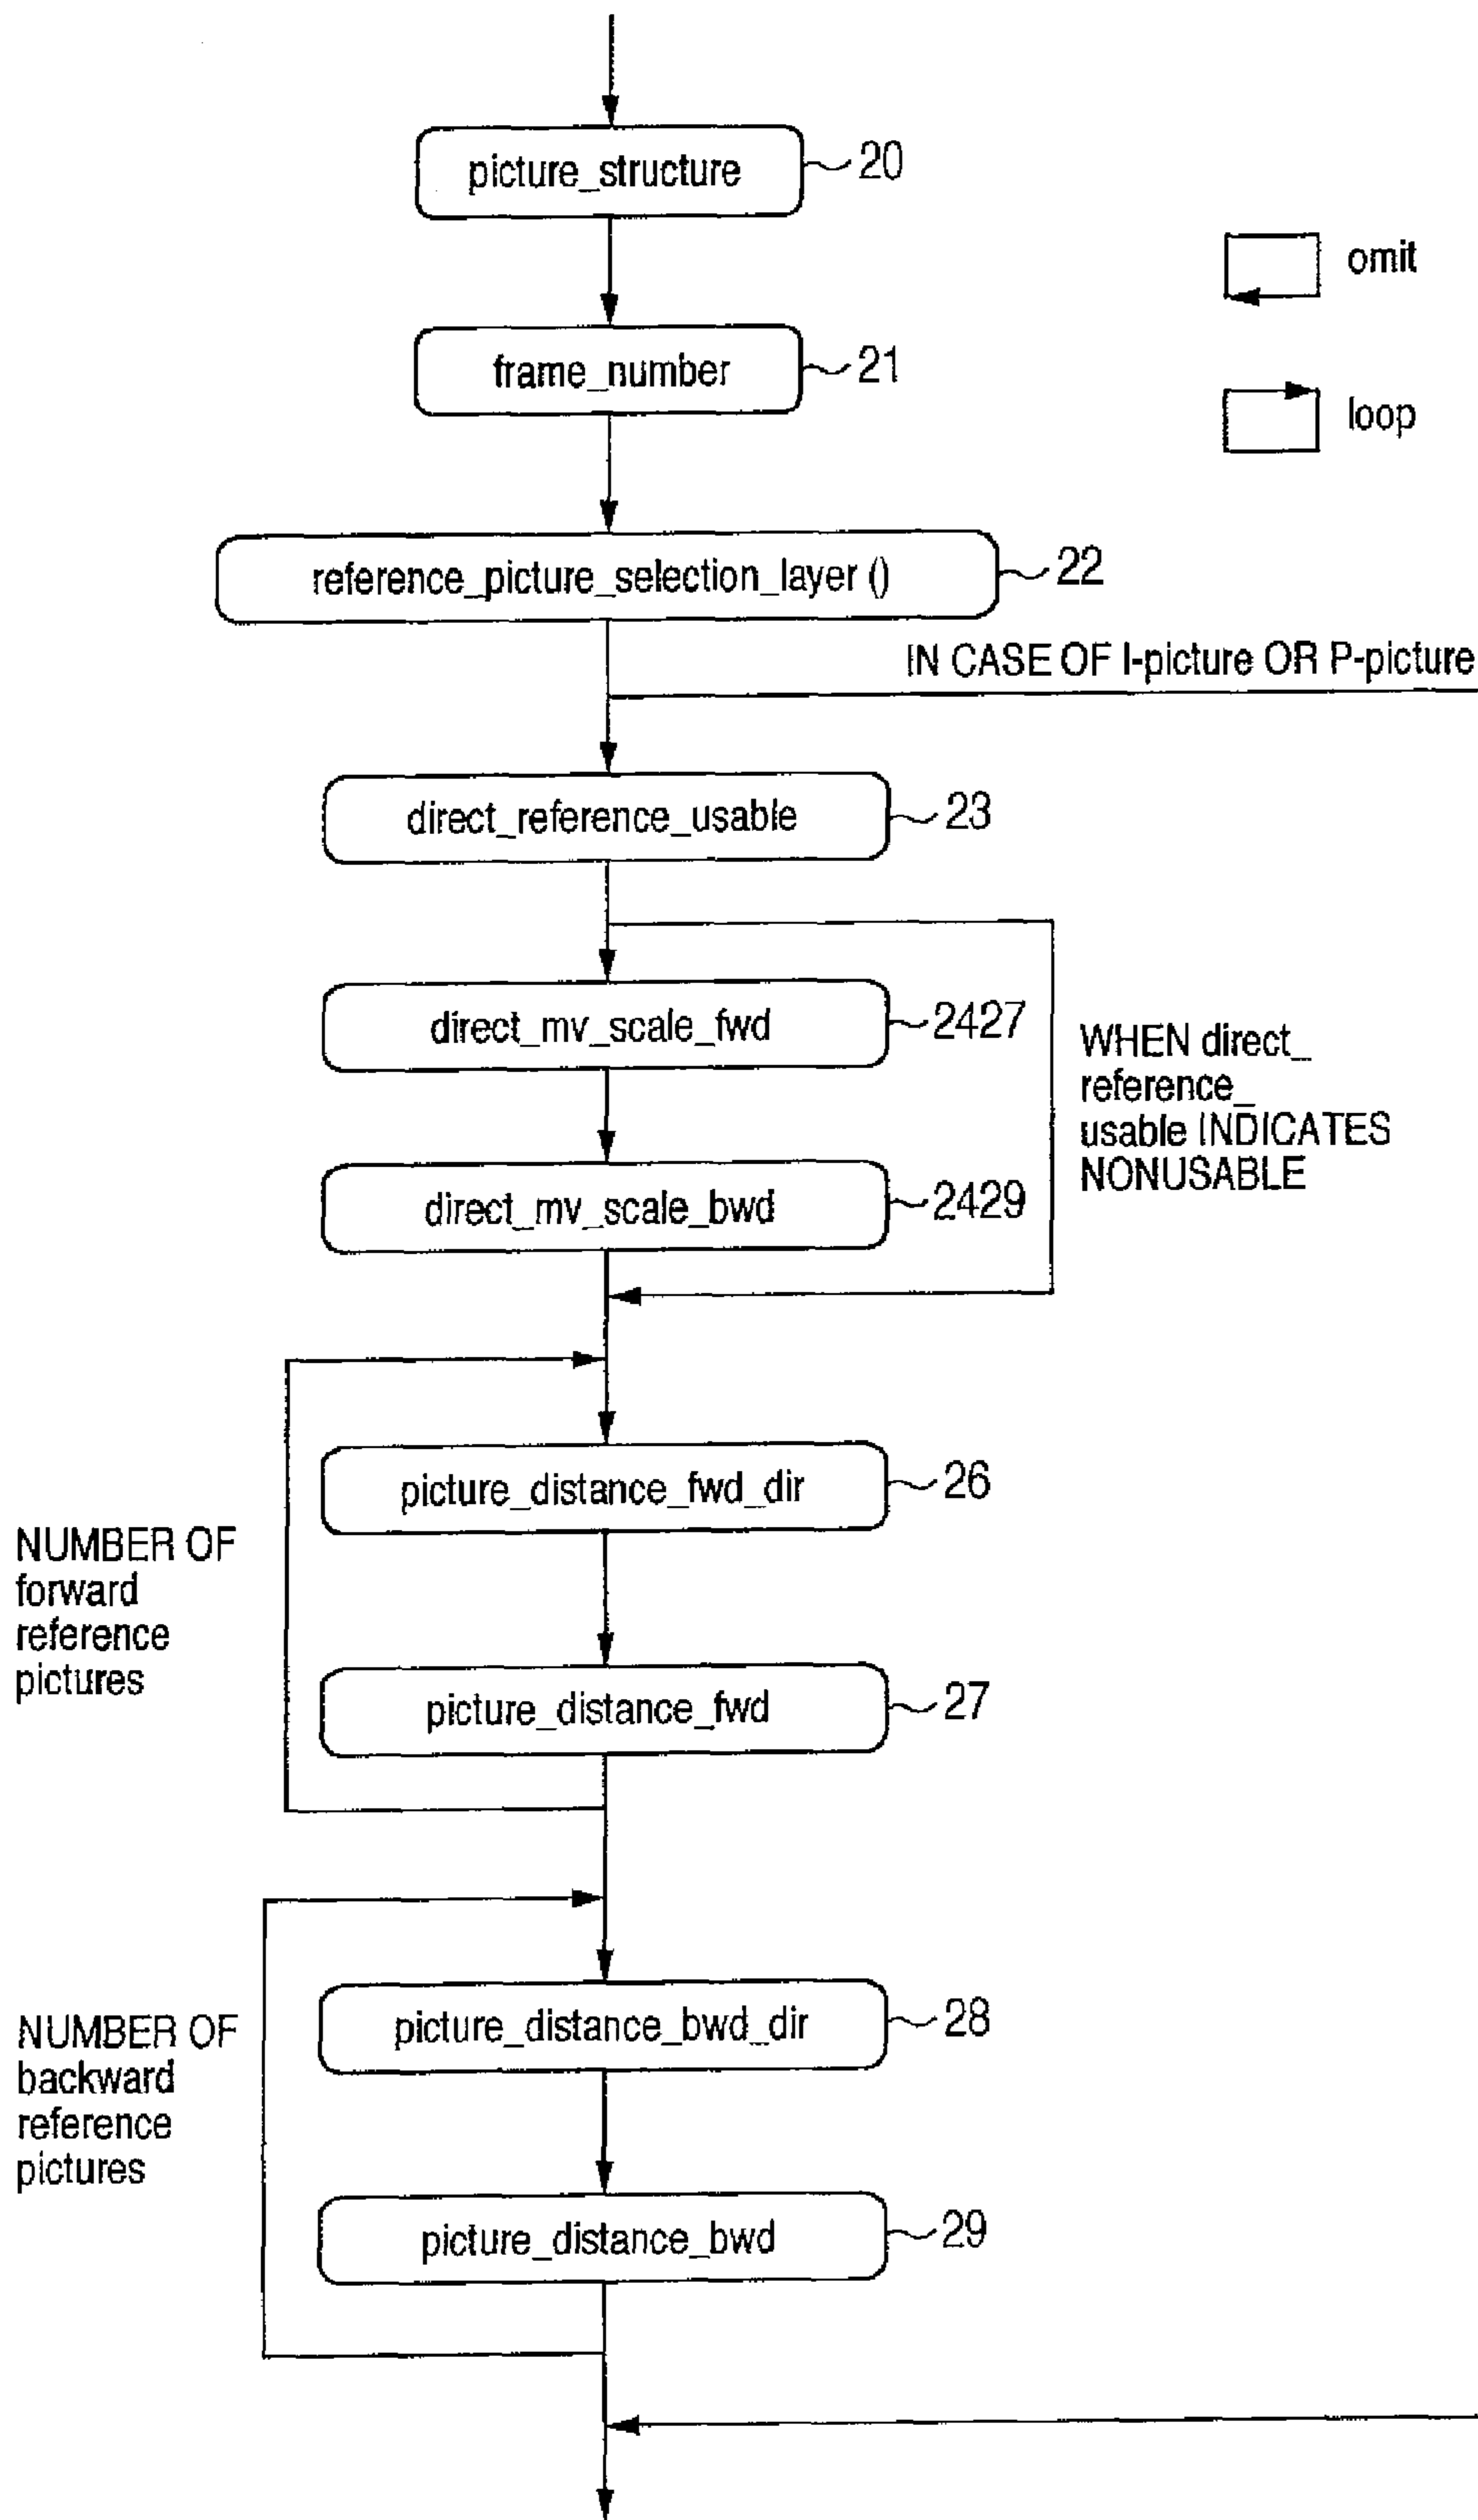 picture_structure 20
omit
frame_number 21
loop
reference_picture_selection_layer () 22
IN CASE OF I-picture OR P-picture
direct_reference_usable 23
direct_mv_scale_fwd 2427
WHEN direct_
reference_
usable INDICATES
NONUSABLE
direct_mv_scale_bwd 2429
picture_distance_fwd_dir 26
NUMBER OF
forward
reference
pictures
picture_distance_fwd 27
picture_distance_bwd_dir 28
NUMBER OF
backward
reference
pictures
picture_distance_bwd 29